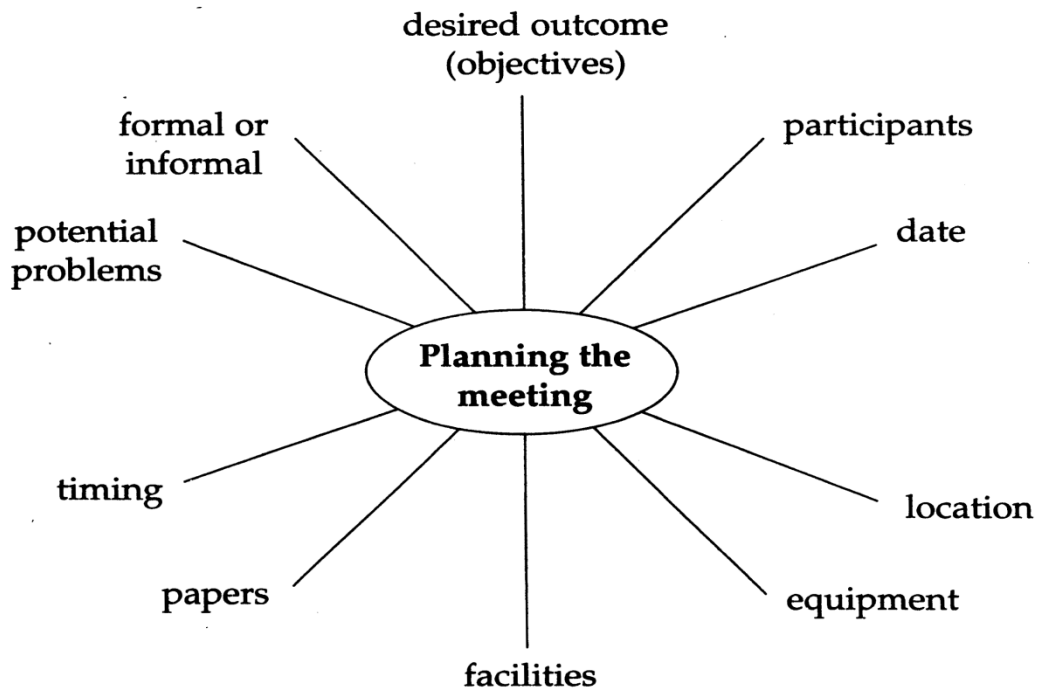 desired outcome
(objectives)
formal or
informal
participants
potential
problems
date
Planning the
meeting
timing
location
papers
equipment
facilities